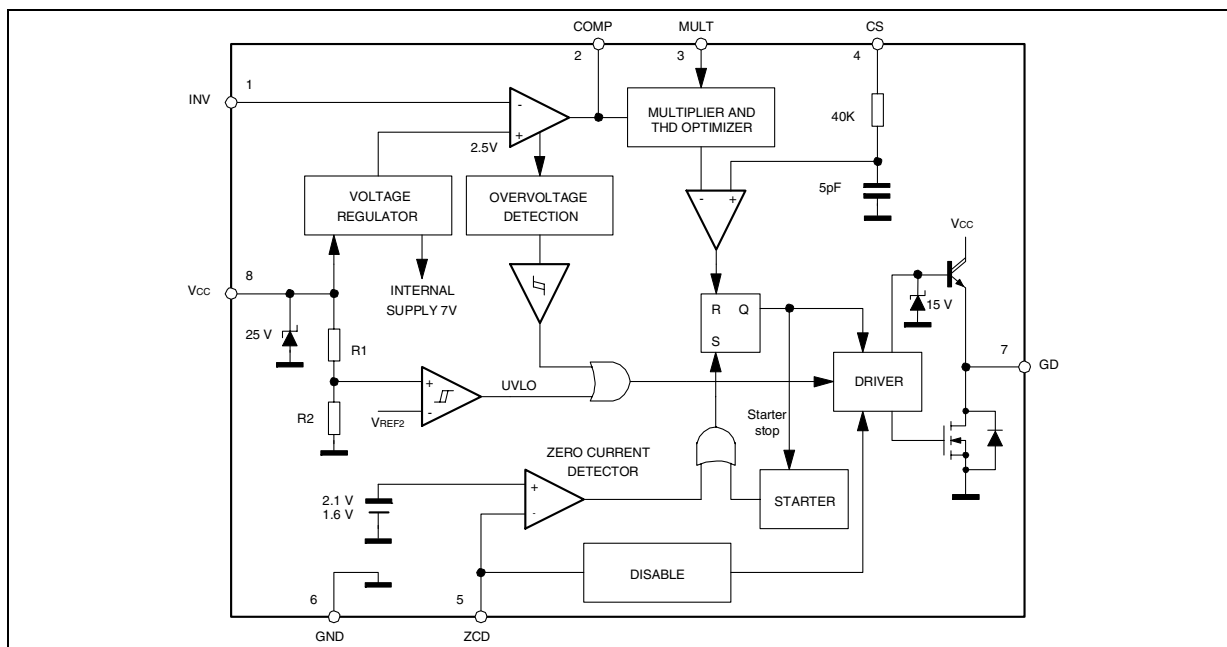 COMP
MULT
CS
2
3
4
1
INV
-
+
2.5V
MULTIPLIER AND
THD OPTIMIZER
40K
5pF
VOLTAGE
REGULATOR
OVERVOLTAGE
DETECTION
-
+
VCC
8
VCC
INTERNAL
SUPPLY 7V
25 V
R1
R2
R
Q
S
15 V
7
GD
DRIVER
+
-
UVLO
VREF2
Starter
stop
ZERO CURRENT
DETECTOR
+
-
2.1 V
1.6 V
STARTER
DISABLE
6
5
GND
ZCD